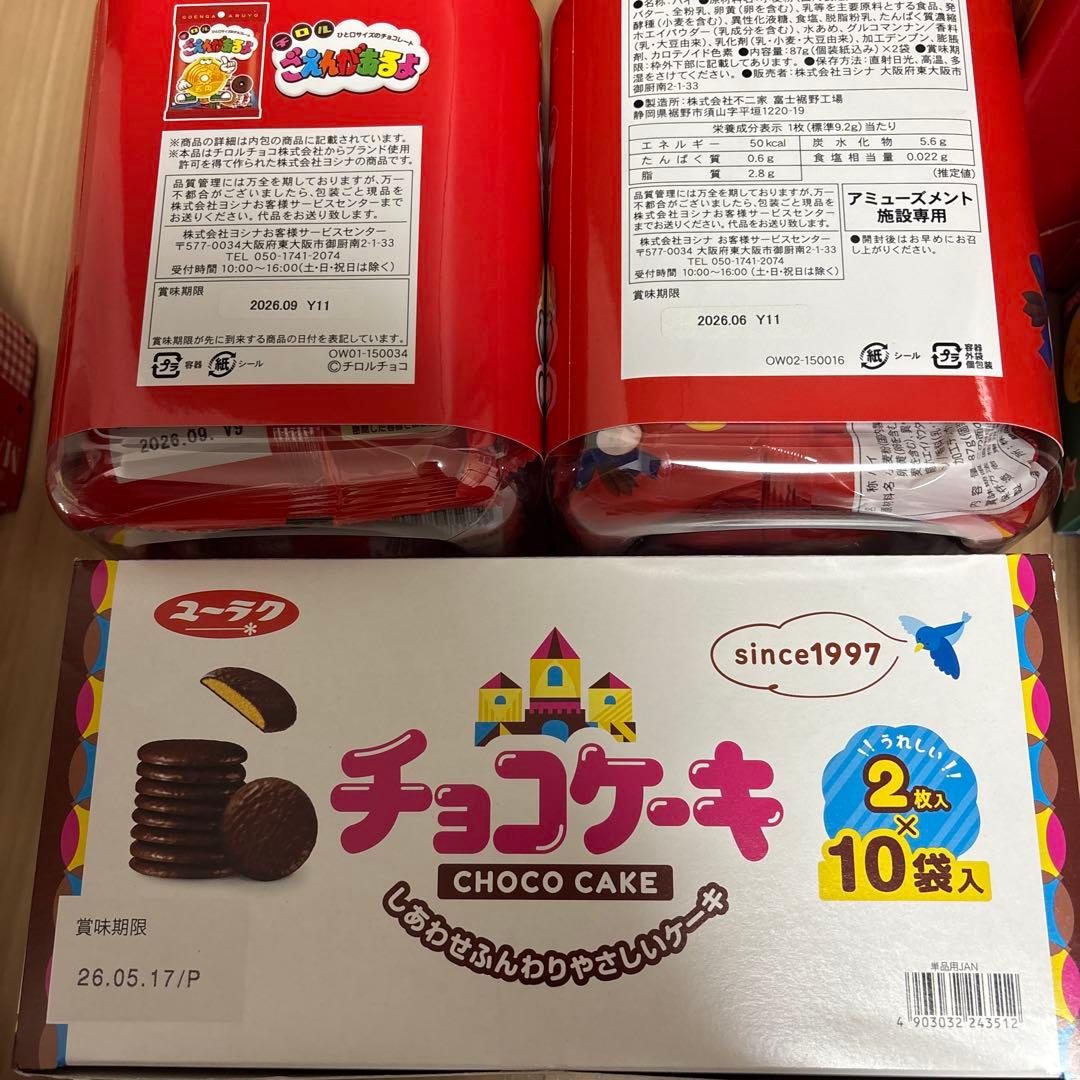 GOENGA ARUYO
チロル
ごえんがあるよ
チロル ひとロサイズのチョコレート
ごえんがあるよ
※商品の詳細は内包の商品に記載されています。
※本品はチロルチョコ株式会社からブランド使用
許可を得て作られた株式会社ヨシナの商品です。
品質管理には万全を期しておりますが、万一
不都合がございましたら、包装ごと現品を
株式会社ヨシナお客様サービスセンターまで
お送りください。代品をお送り致します。
株式会社ヨシナお客様サービスセンター
〒577-0034 大阪府東大阪市御厨南2-1-33
TEL 050-1741-2074
受付時間 10:00〜16:00(土・日・祝日は除く)
賞味期限
2026.09 Y11
賞味期限が先に到来する商品の日付を表記しています。
OW01-150034
プラ 容器 紙 シール
©チロルチョコ
2026.09. V9
●名称:パイ
バター、全粉乳、卵黄(卵を含む)、乳等を主要原料とする食品、発
酵種(小麦を含む)、異性化液糖、食塩、脱脂粉乳、たんぱく質濃縮
ホエイパウダー(乳成分を含む)、水あめ、グルコマンナン/香料
(乳・大豆由来)、乳化剤(乳・小麦・大豆由来)、加工デンプン、膨脹
剤、カロテノイド色素 ●内容量:87g(個装紙込み)×2袋 ●賞味期
限:枠外下部に記載してあります。●保存方法:直射日光、高温、多
湿をさけてください。●販売者:株式会社ヨシナ 大阪府東大阪市
御厨南2-1-33
●製造所:株式会社不二家 富士裾野工場
静岡県裾野市須山字平垣1220-19
栄養成分表示 1枚(標準9.2g)当たり
エネルギー 50kcal 炭水化物 5.6g
たんぱく質 0.6g 食塩相当量 0.022g
脂質 2.8g (推定値)
品質管理には万全を期しておりますが、万一
不都合がございましたら、包装ごと現品を
株式会社ヨシナお客様サービスセンター
までお送りください。代品をお送り致します。
株式会社ヨシナ お客様サービスセンター
〒577-0034 大阪府東大阪市御厨南2-1-33
TEL 050-1741-2074
受付時間 10:00〜16:00(土・日・祝日は除く)
アミューズメント
施設専用
●開封後はお早めにお召
し上がりください。
賞味期限
2026.06 Y11
OW02-150016
紙 シール プラ 容器 外袋 個包装
ユーラク
since1997
チョコケーキ
CHOCO CAKE
しあわせふんわりやさしいケーキ
うれしい!!
2枚入
×
10袋入
賞味期限
26.05.17/P
単品用JAN
4 903032 243512